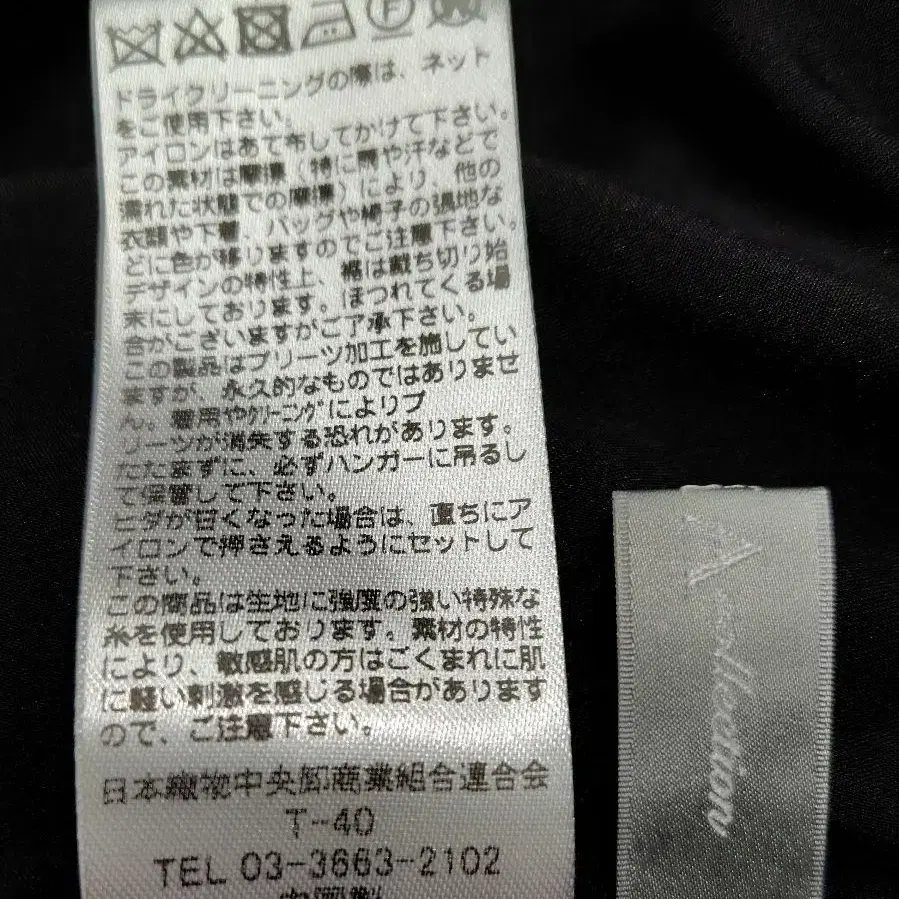 F
ドライクリーニングの際は、ネット
をご使用下さい。
アイロンはあて布してかけて下さい。
この素材は摩擦(特に雨や汗などで
濡れた状態での摩擦)により、他の
衣類や下着、バッグや椅子の張地な
どに色が移りますのでご注意下さい。
デザインの特性上、裾は裁ち切り始
末にしております。ほつれてくる場
合がございますがご了承下さい。
この製品はプリーツ加工を施してい
ますが、永久的なものではありませ
ん。着用やクリーニングによりプ
リーツが消失する恐れがあります。
たたまずに、必ずハンガーに吊るし
て保管して下さい。
ヒダが甘くなった場合は、直ちにア
イロンで押さえるようにセットして
下さい。
この商品は生地に強度の強い特殊な
糸を使用しております。素材の特性
により、敏感肌の方はごくまれに肌
に軽い刺激を感じる場合があります
ので、ご注意下さい。
日本織物中央卸商業組合連合会
T-40
TEL 03-3663-2102
中国製